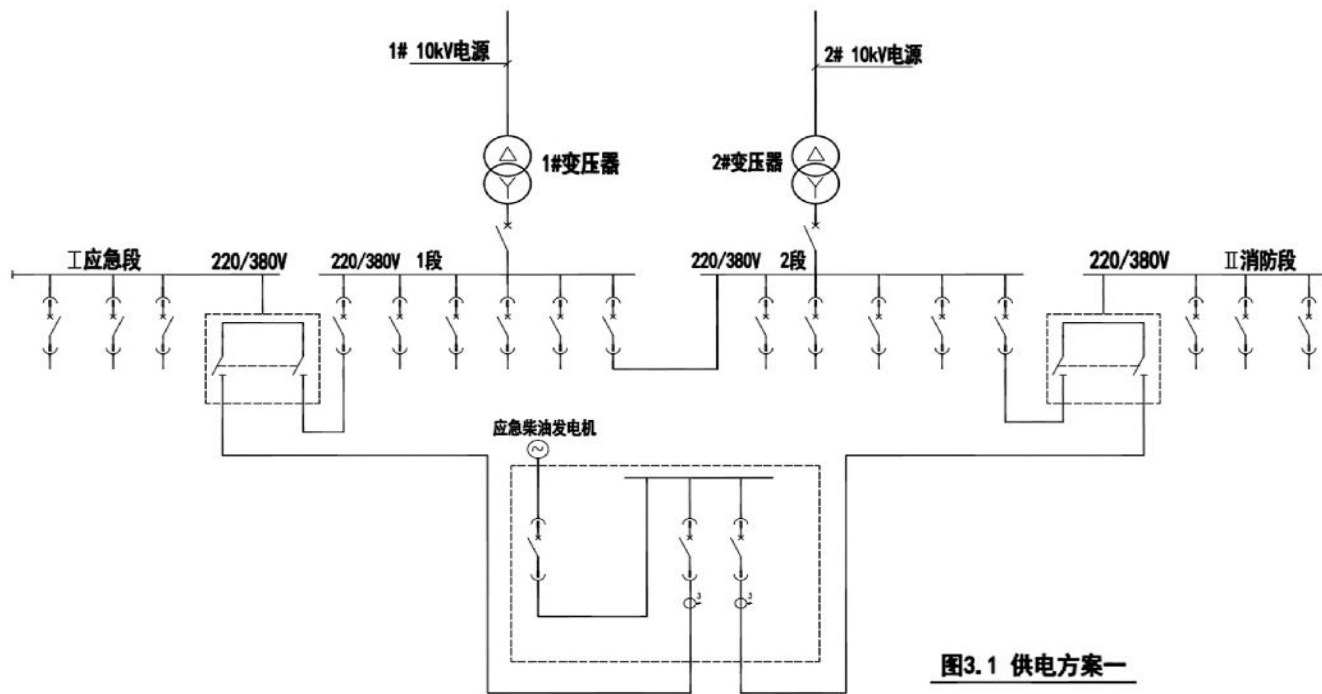 1# 10kV电源
2# 10kV电源
1#变压器
2#变压器
Ⅰ应急段
220/380V
220/380V 1段
220/380V 2段
220/380V
Ⅱ消防段
应急柴油发电机
~
3
3
图3.1 供电方案一